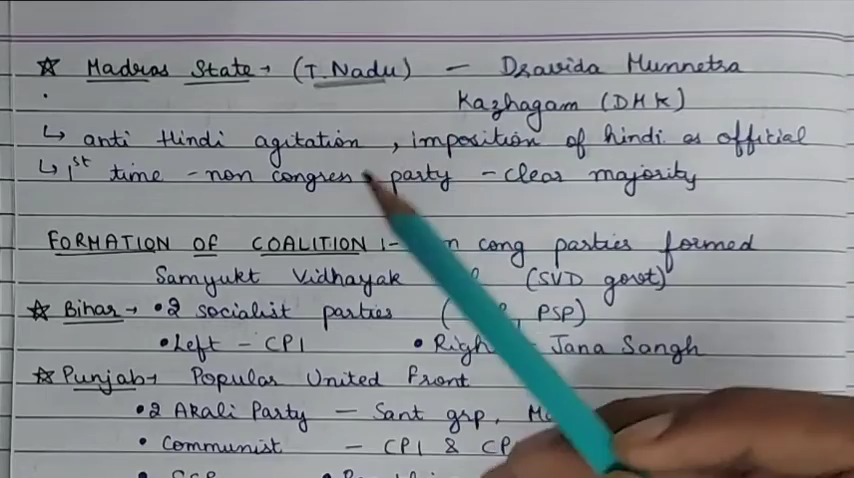 ☆ Madras State → (T.Nadu) - Dravida Munnetra
Kazhagam (DMK)
↳ anti Hindi agitation, imposition of hindi as official
↳ 1st time - non congress party - clear majority
FORMATION OF COALITION :- cong parties formed
Samyukt Vidhayak (SVD govt)
☆ Bihar → • 2 socialist parties ( , PSP)
• Left - CPI • Right - Jana Sangh
☆ Punjab → Popular United Front
• 2 Akali Party - Sant grp,
• Communist - CPI &